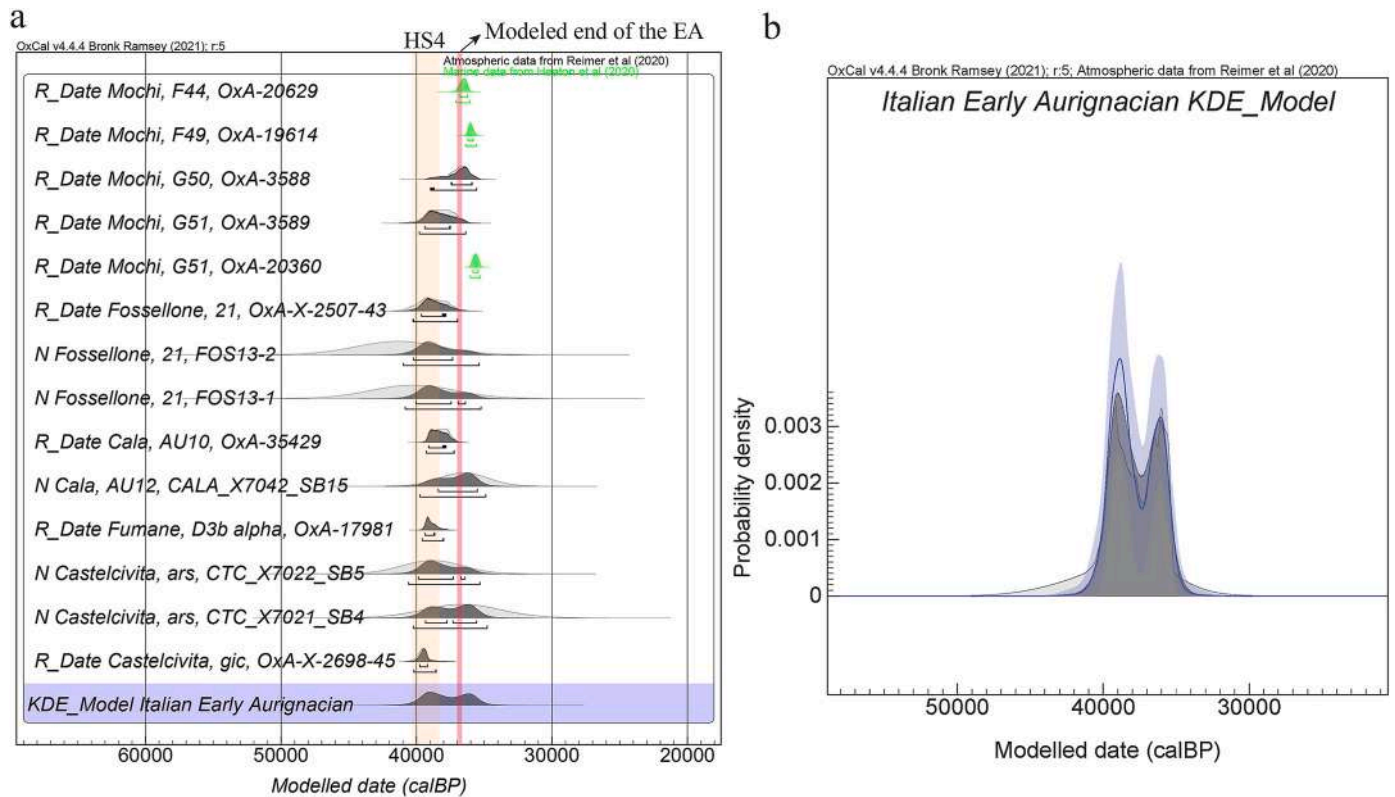 a
HS4
Modeled end of the EA
OxCal v4.4.4 Bronk Ramsey (2021); r:5
Atmospheric data from Reimer et al (2020)
Marine data from Heaton et al (2020)
R_Date Mochi, F44, OxA-20629
R_Date Mochi, F49, OxA-19614
R_Date Mochi, G50, OxA-3588
R_Date Mochi, G51, OxA-3589
R_Date Mochi, G51, OxA-20360
R_Date Fossellone, 21, OxA-X-2507-43
N Fossellone, 21, FOS13-2
N Fossellone, 21, FOS13-1
R_Date Cala, AU10, OxA-35429
N Cala, AU12, CALA_X7042_SB15
R_Date Fumane, D3b alpha, OxA-17981
N Castelcivita, ars, CTC_X7022_SB5
N Castelcivita, ars, CTC_X7021_SB4
R_Date Castelcivita, gic, OxA-X-2698-45
KDE_Model Italian Early Aurignacian
60000 50000 40000 30000 20000
Modelled date (calBP)
b
OxCal v4.4.4 Bronk Ramsey (2021); r:5; Atmospheric data from Reimer et al (2020)
Italian Early Aurignacian KDE_Model
Probability density
0.003
0.002
0.001
0
50000 40000 30000
Modelled date (calBP)